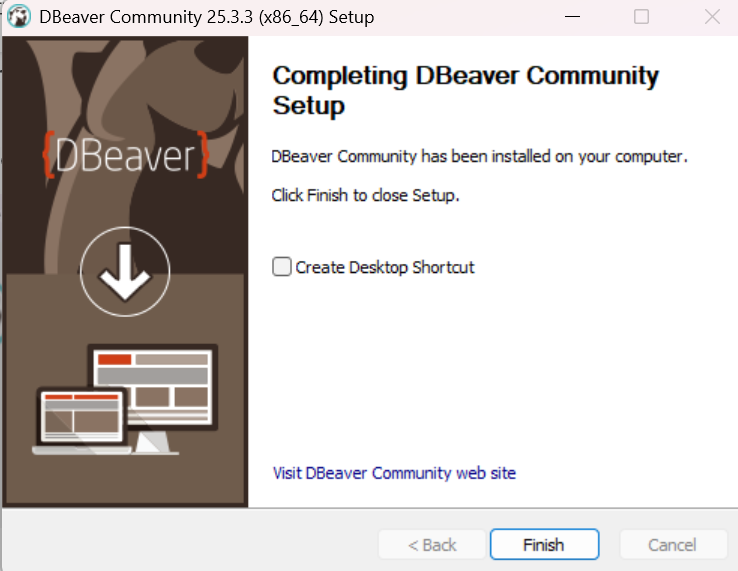 DBeaver Community 25.3.3 (x86_64) Setup
{DBeaver}
Completing DBeaver Community
Setup
DBeaver Community has been installed on your computer.
Click Finish to close Setup.
Create Desktop Shortcut
Visit DBeaver Community web site
< Back
Finish
Cancel